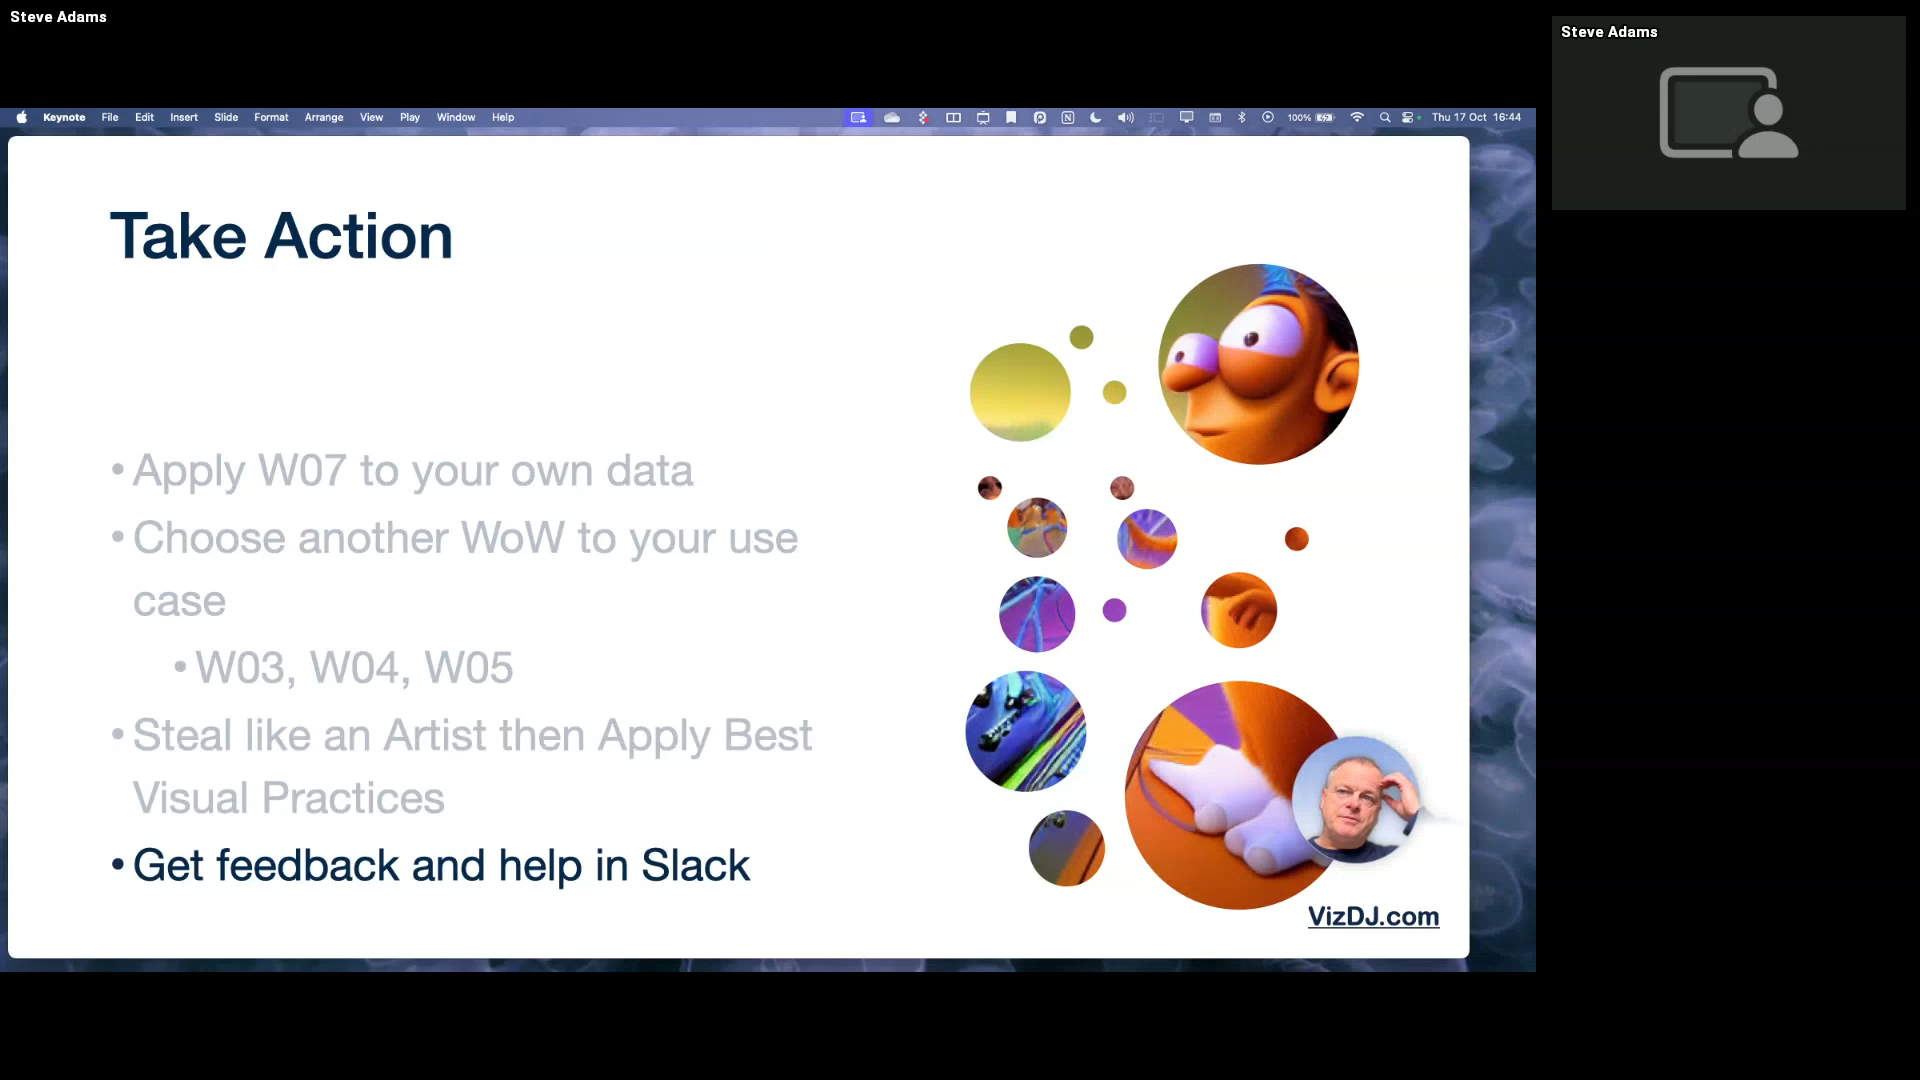 Steve Adams
Steve Adams
Keynote File Edit Insert Slide Format Arrange View Play Window Help 100% Thu 17 Oct 16:44
Take Action
• Apply W07 to your own data
• Choose another WoW to your use
case
• W03, W04, W05
• Steal like an Artist then Apply Best
Visual Practices
• Get feedback and help in Slack
VizDJ.com